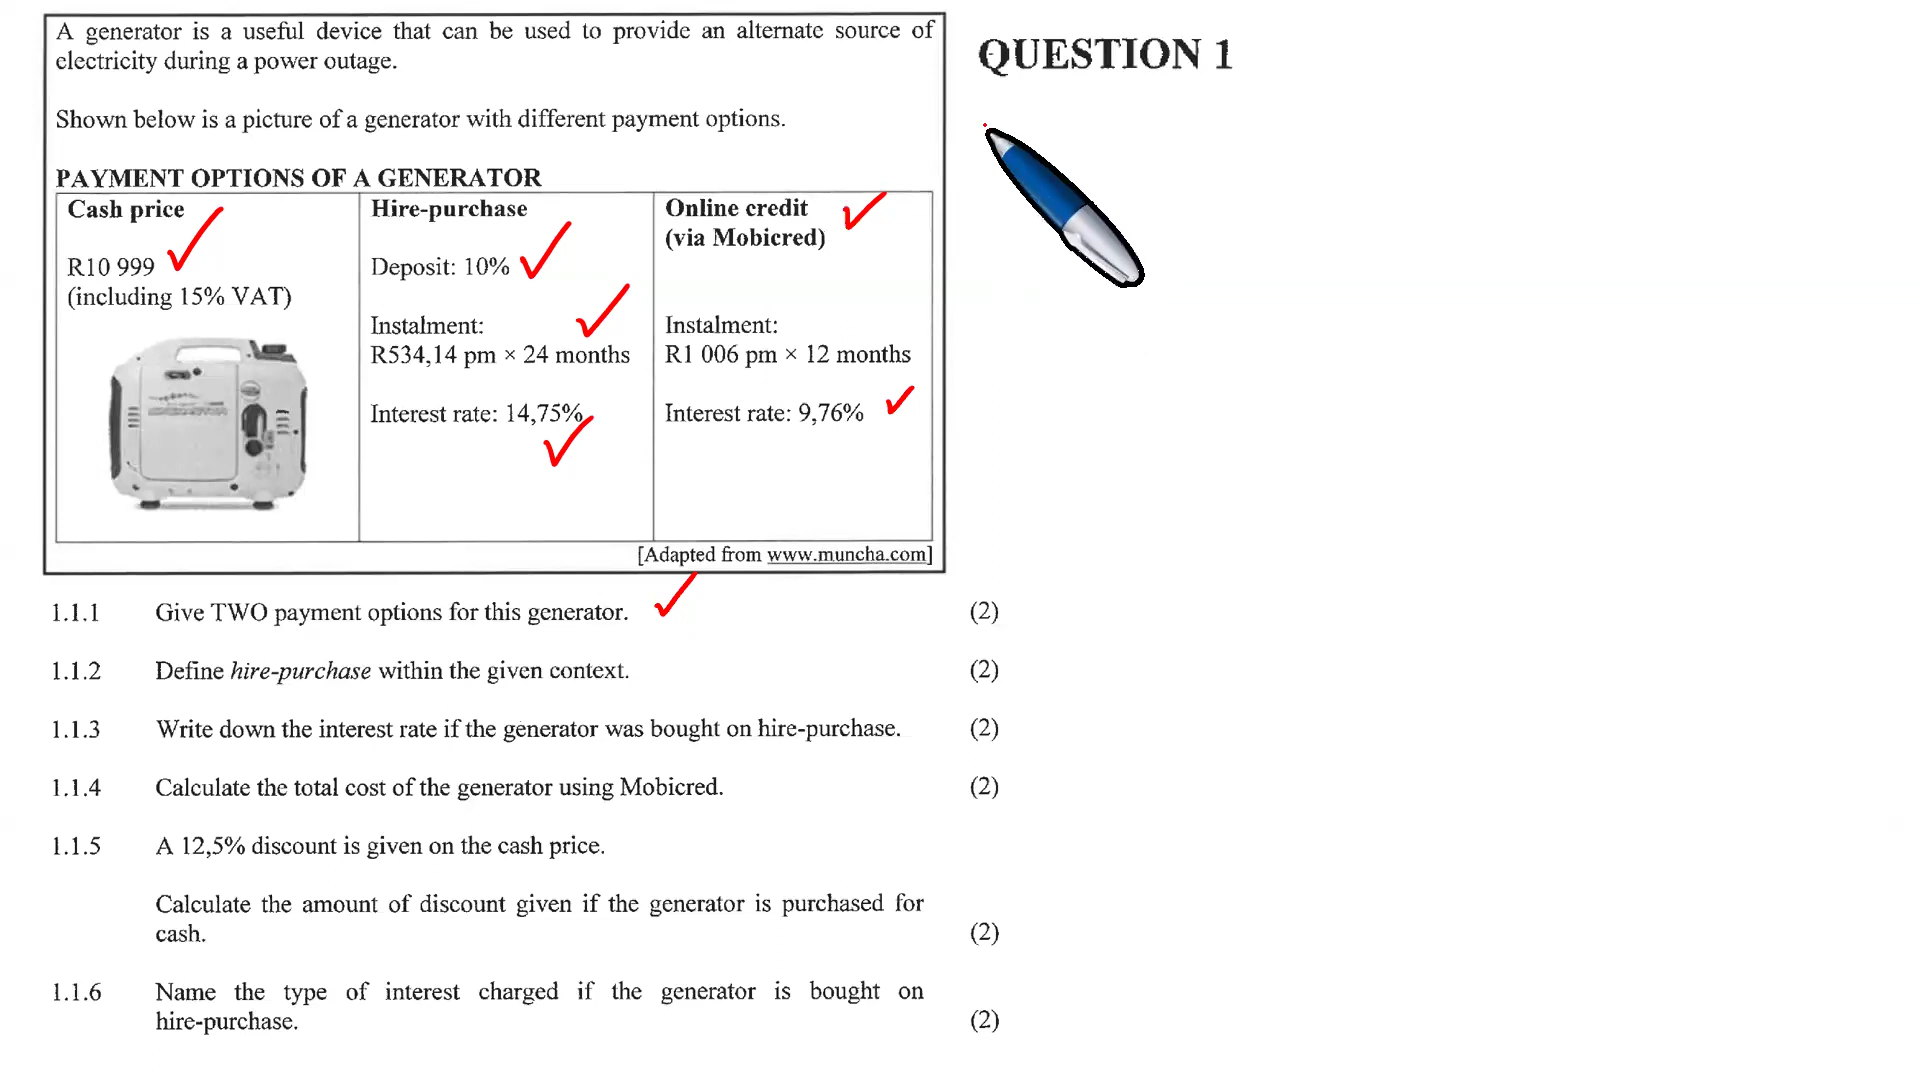 A generator is a useful device that can be used to provide an alternate source of
electricity during a power outage.
Shown below is a picture of a generator with different payment options.
PAYMENT OPTIONS OF A GENERATOR
Cash price
R10 999
(including 15% VAT)
Hire-purchase
Deposit: 10%
Instalment:
R534,14 pm × 24 months
Interest rate: 14,75%
Online credit
(via Mobicred)
Instalment:
R1 006 pm × 12 months
Interest rate: 9,76%
[Adapted from www.muncha.com]
QUESTION 1
1.1.1 Give TWO payment options for this generator. (2)
1.1.2 Define hire-purchase within the given context. (2)
1.1.3 Write down the interest rate if the generator was bought on hire-purchase. (2)
1.1.4 Calculate the total cost of the generator using Mobicred. (2)
1.1.5 A 12,5% discount is given on the cash price.
Calculate the amount of discount given if the generator is purchased for
cash. (2)
1.1.6 Name the type of interest charged if the generator is bought on
hire-purchase. (2)